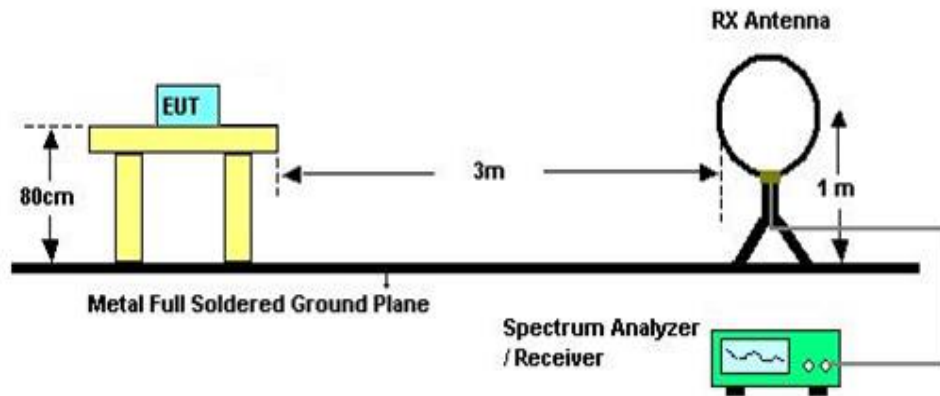 RX Antenna
EUT
80cm
3m
1 m
Metal Full Soldered Ground Plane
Spectrum Analyzer
/ Receiver